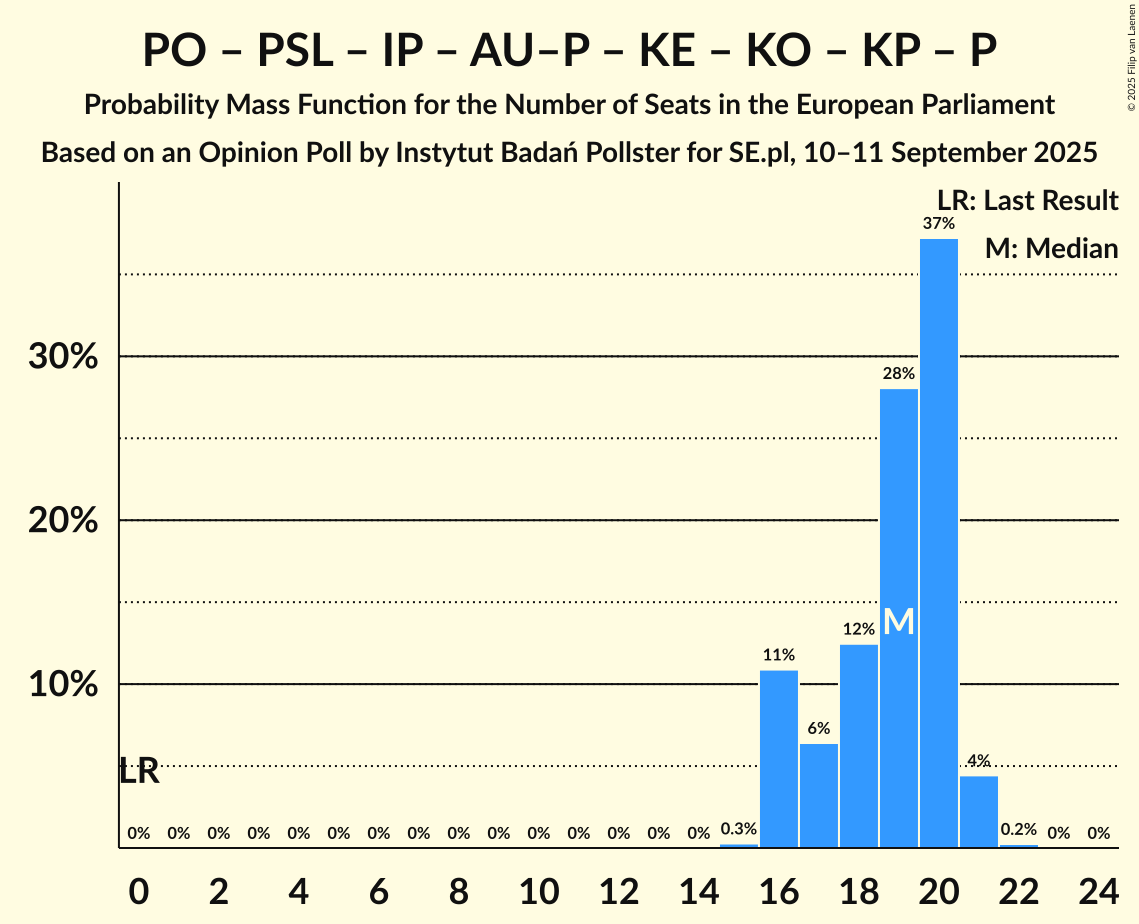 PO – PSL – IP – AU–P – KE – KO – KP – P
Probability Mass Function for the Number of Seats in the European Parliament
Based on an Opinion Poll by Instytut Badań Pollster for SE.pl, 10–11 September 2025
© 2025 Filip van Laenen
LR: Last Result
M: Median
37%
30%
28%
20%
M
12%
11%
10%
6%
4%
LR
0% 0% 0% 0% 0% 0% 0% 0% 0% 0% 0% 0% 0% 0% 0% 0.3% 0.2% 0% 0%
0 2 4 6 8 10 12 14 16 18 20 22 24